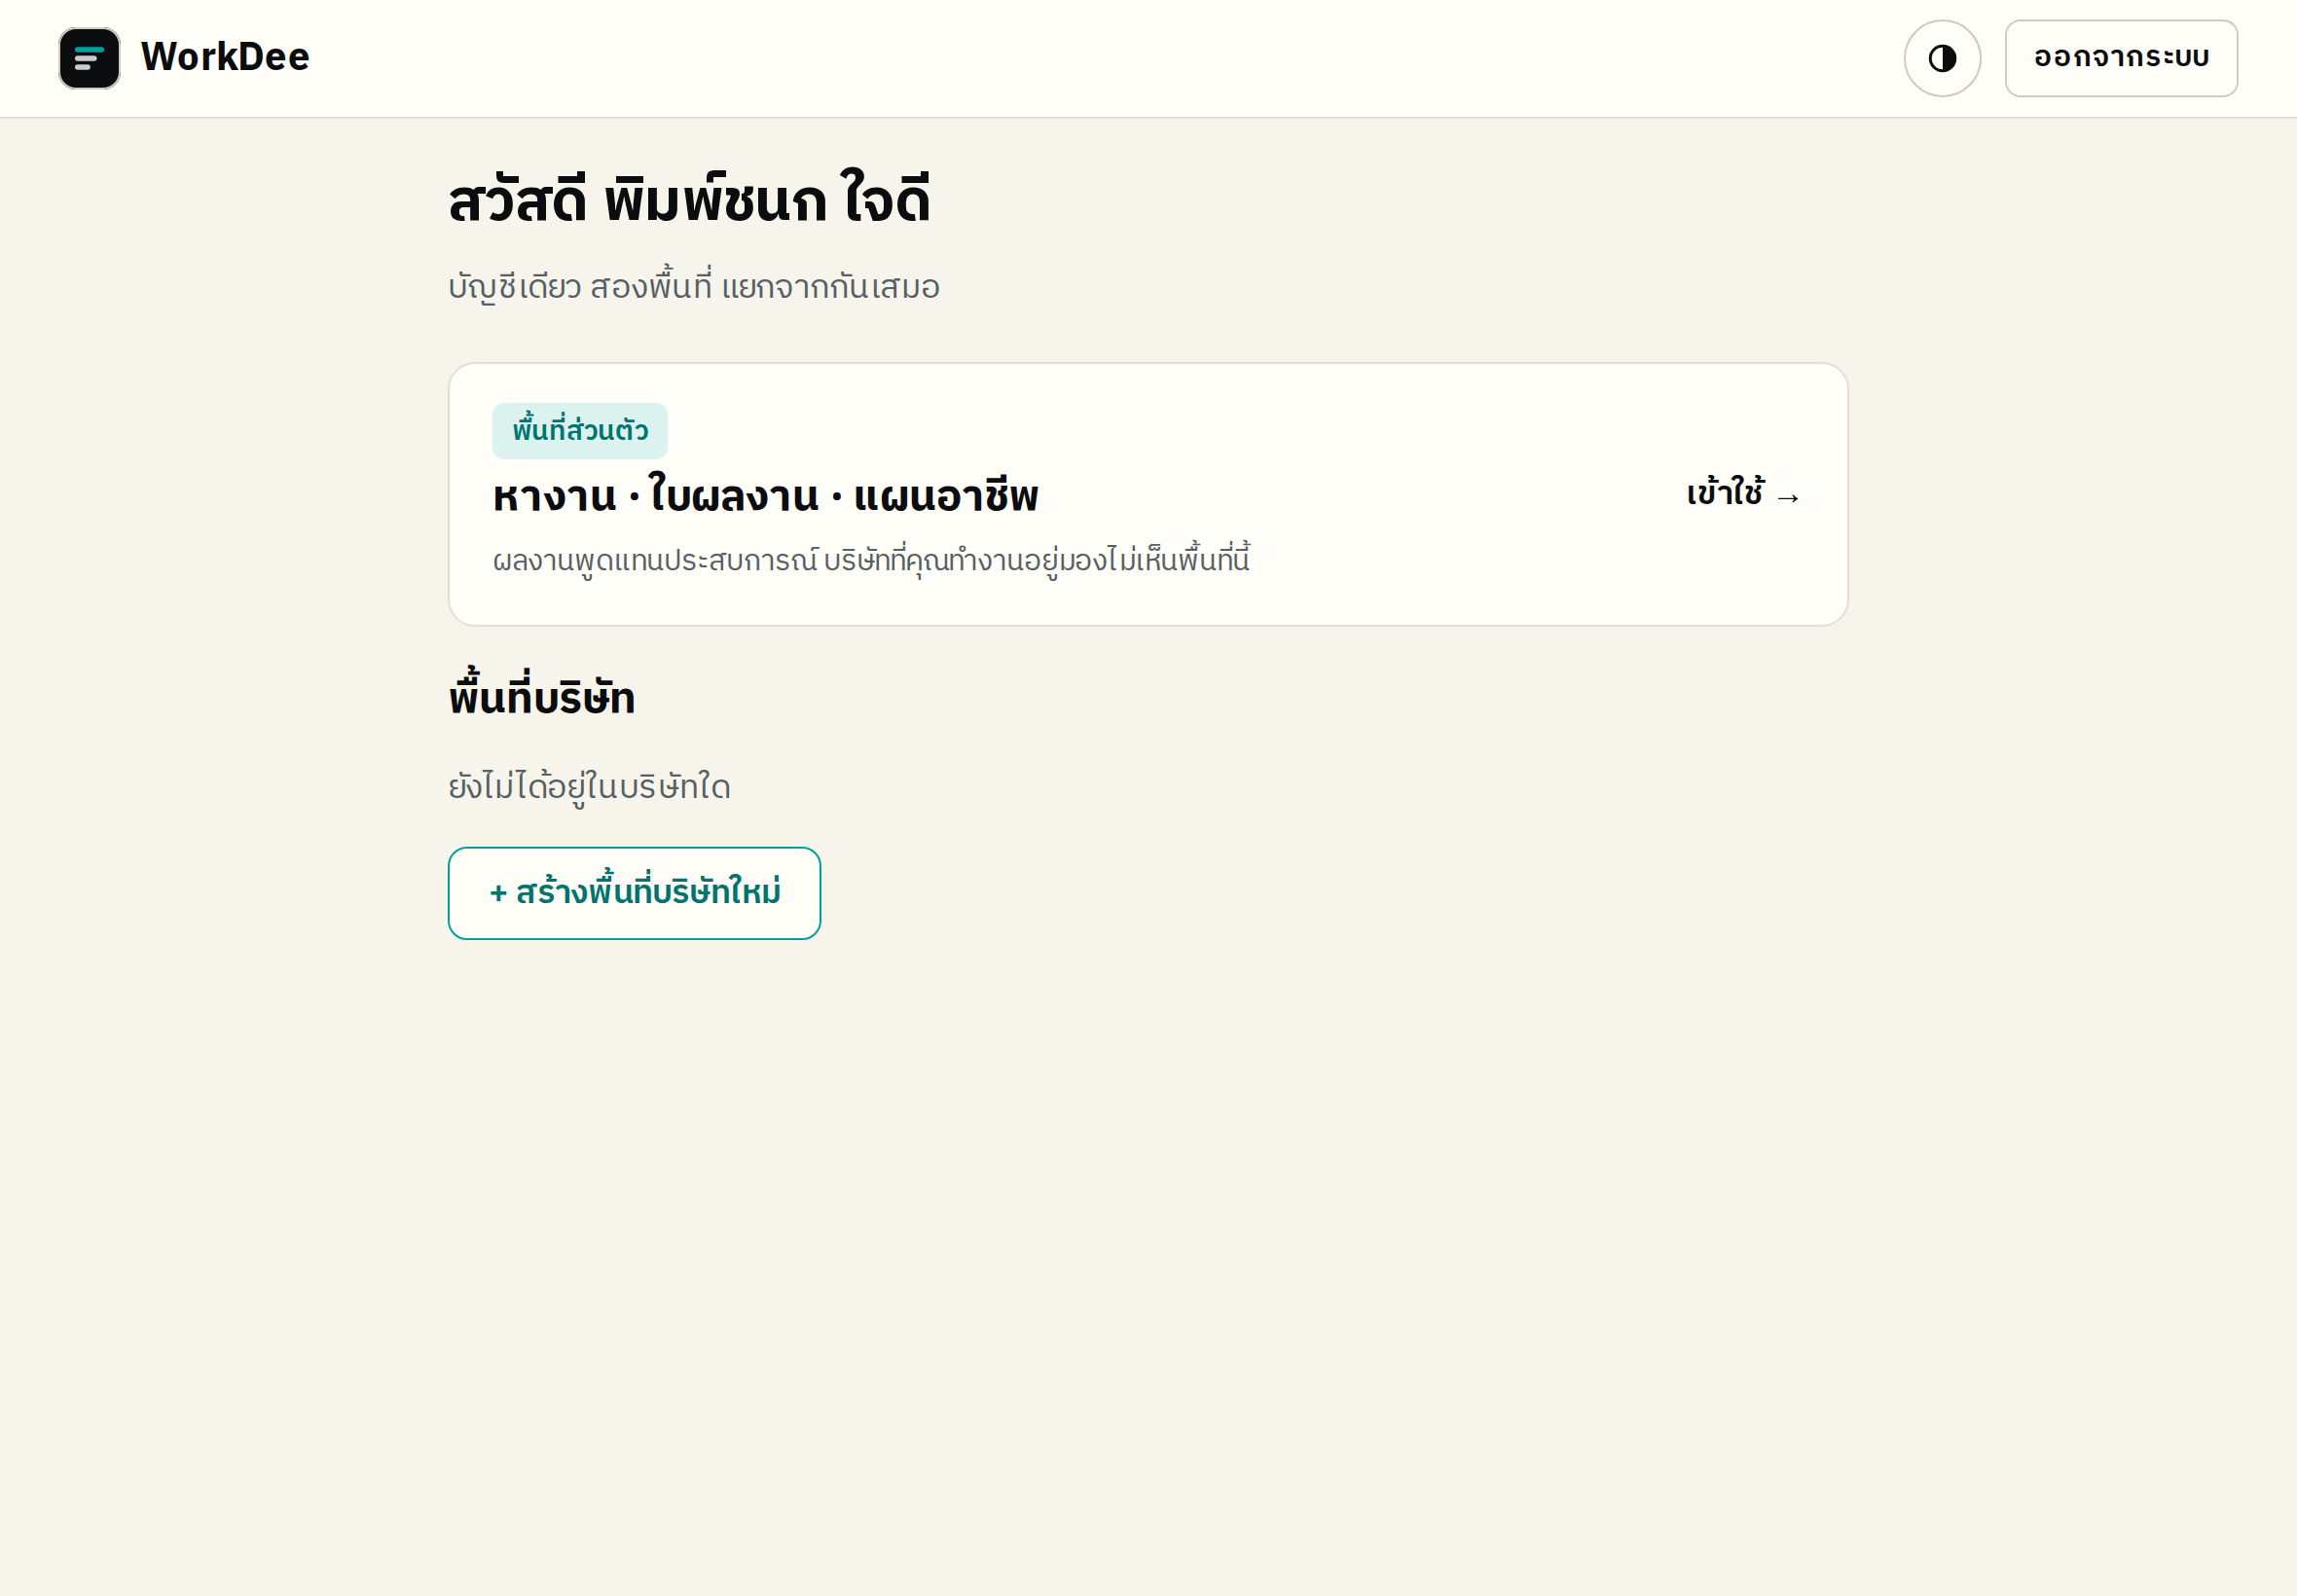 WorkDee
ออกจากระบบ
สวัสดี พิมพ์ชนก ใจดี
บัญชีเดียว สองพื้นที่ แยกจากกันเสมอ
พื้นที่ส่วนตัว
หางาน · ใบผลงาน · แผนอาชีพ
เข้าใช้ →
ผลงานพูดแทนประสบการณ์ บริษัทที่คุณทำงานอยู่มองไม่เห็นพื้นที่นี้
พื้นที่บริษัท
ยังไม่ได้อยู่ในบริษัทใด
+ สร้างพื้นที่บริษัทใหม่